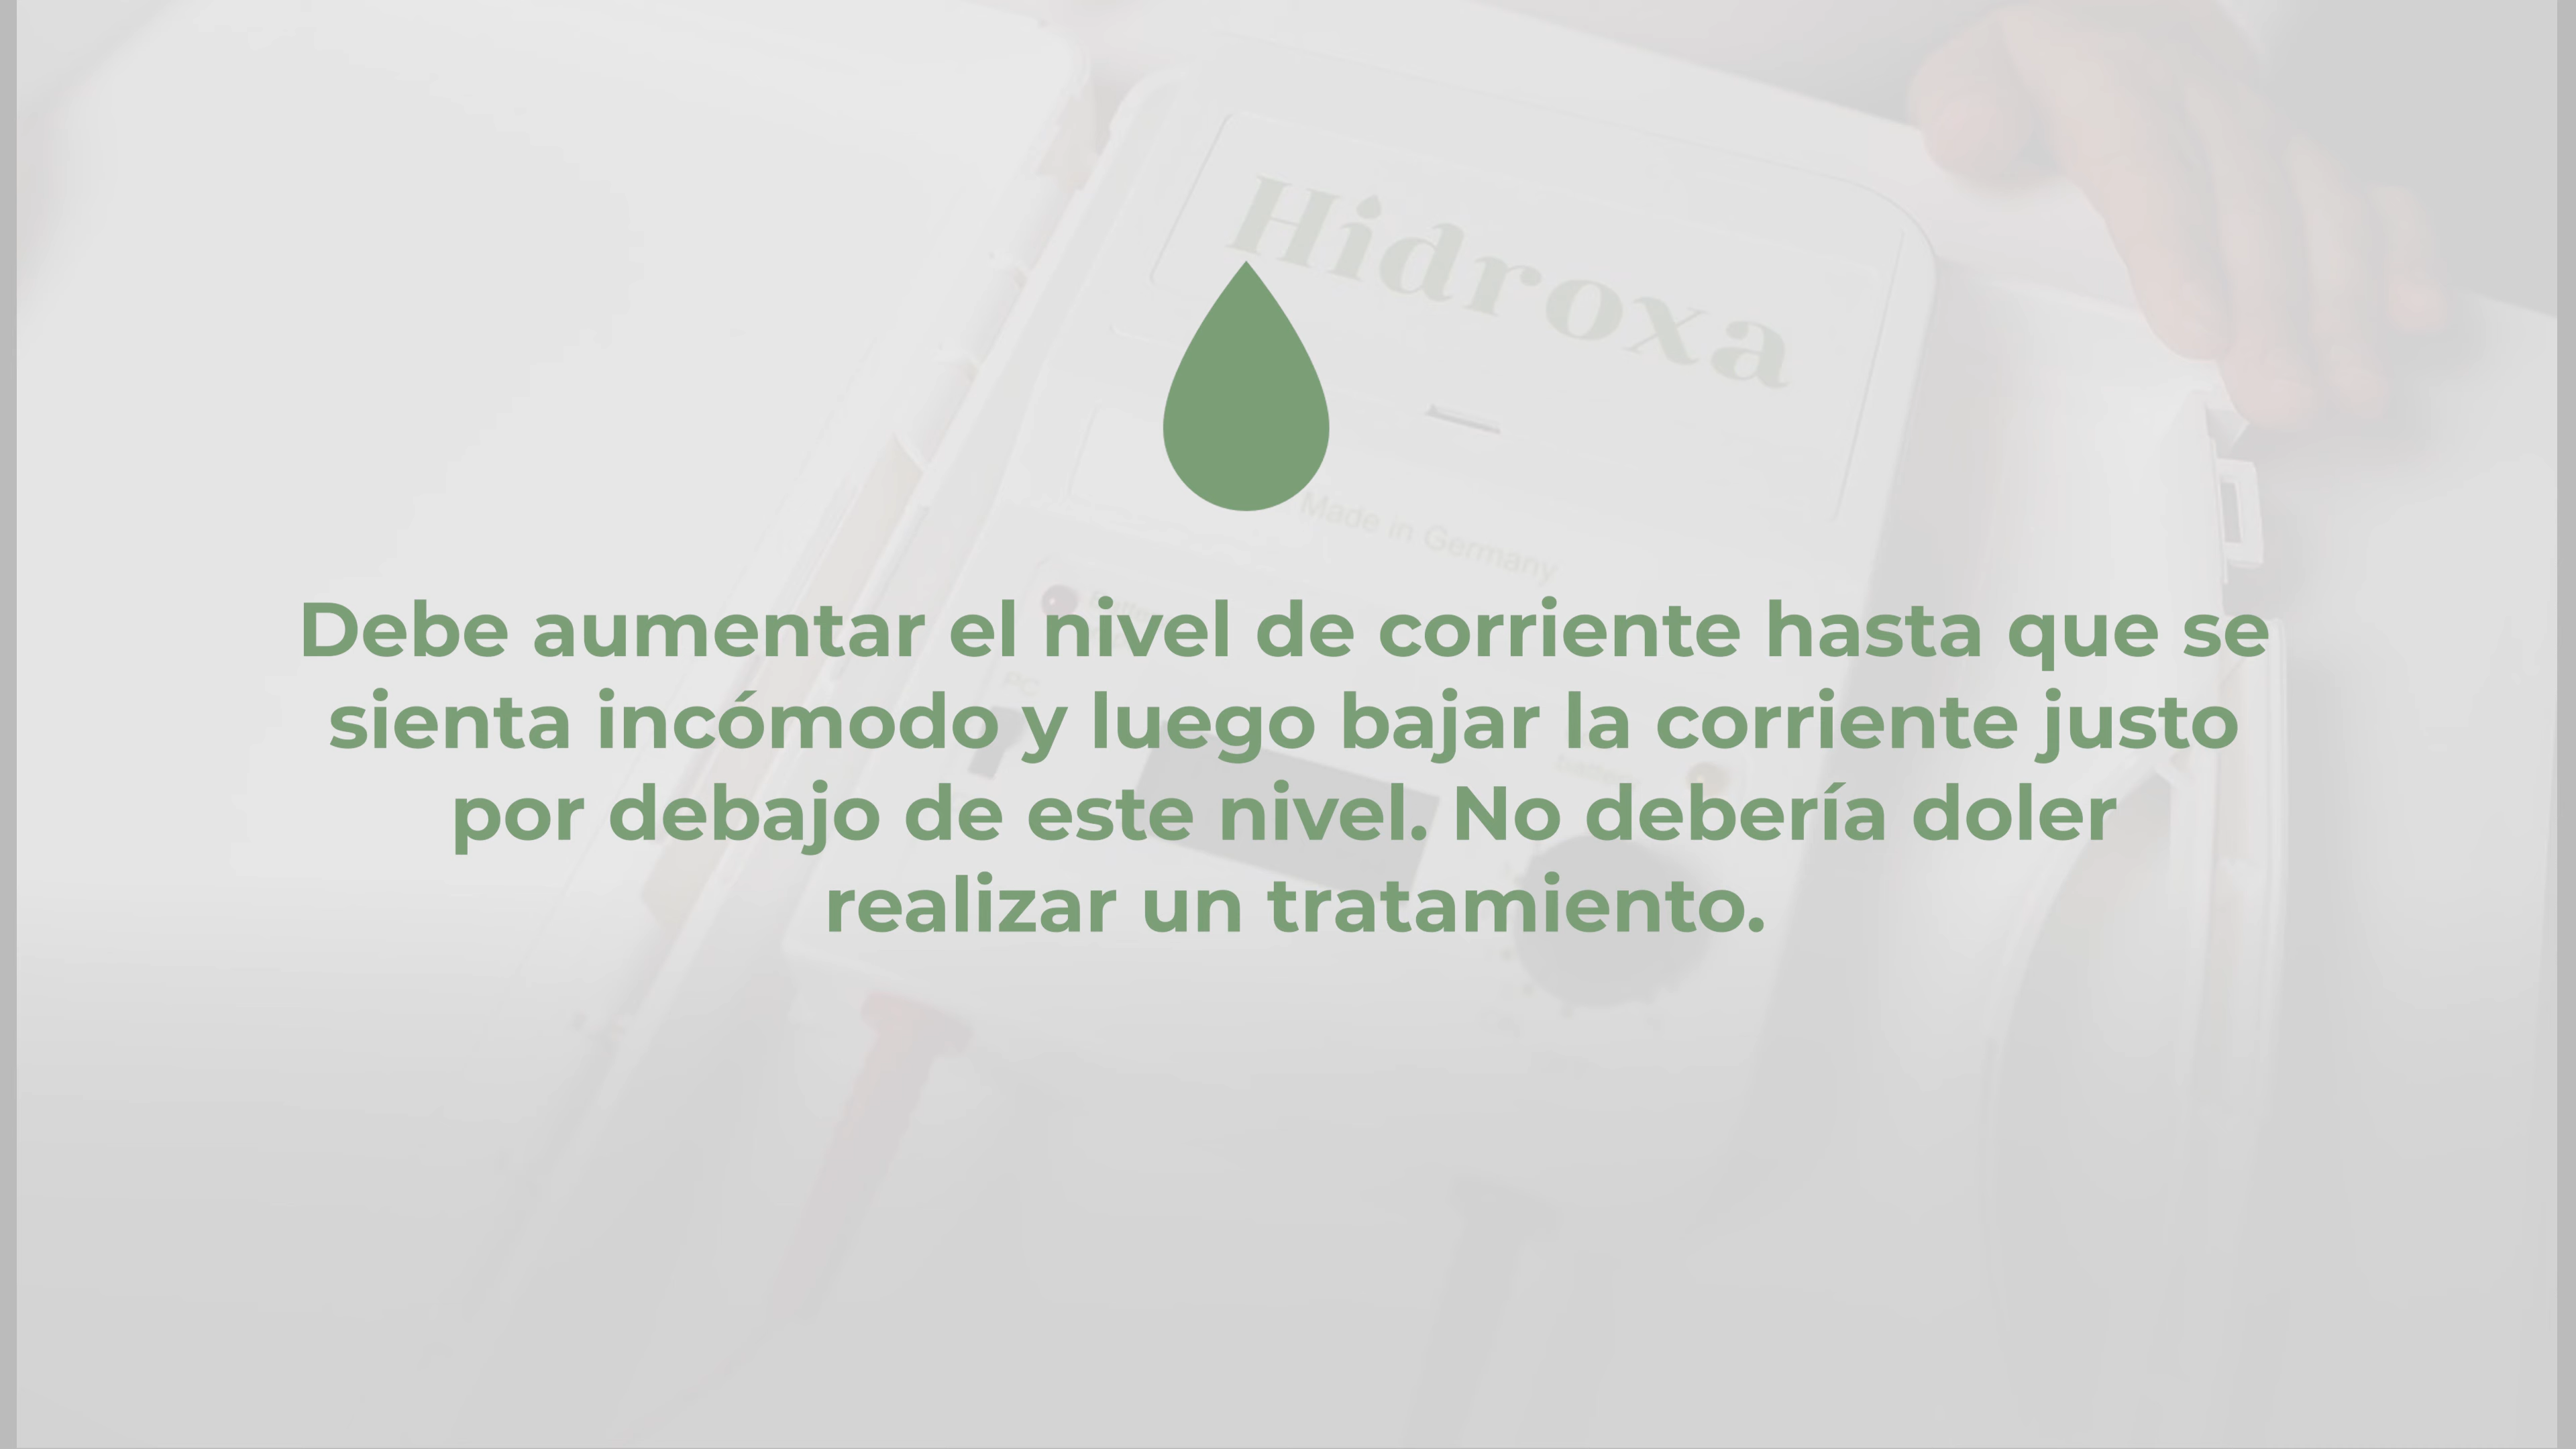 Hidroxa
Made in Germany
Debe aumentar el nivel de corriente hasta que se
sienta incómodo y luego bajar la corriente justo
por debajo de este nivel. No debería doler
realizar un tratamiento.
PC